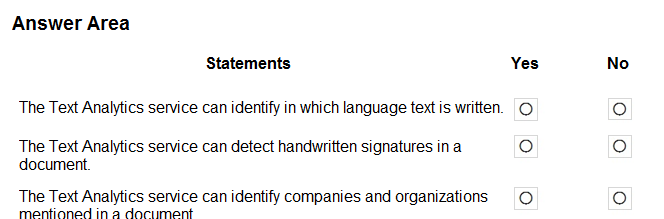 Answer Area
Statements Yes No
The Text Analytics service can identify in which language text is written.
The Text Analytics service can detect handwritten signatures in a
document.
The Text Analytics service can identify companies and organizations
mentioned in a document